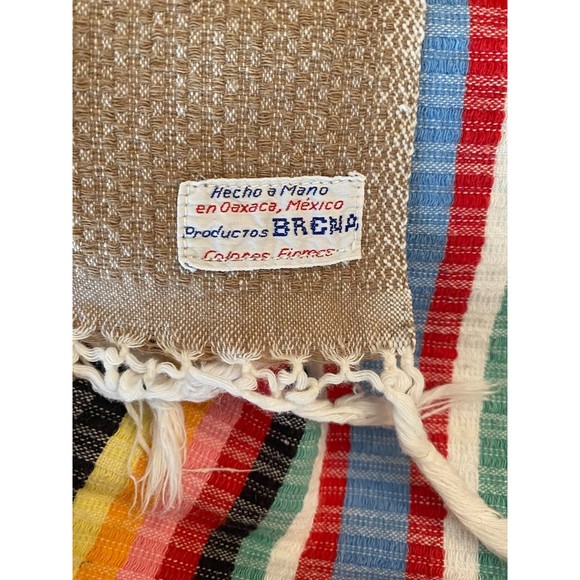 Hecho a Mano
en Oaxaca, México
Productos BRENA
Colores Firmes